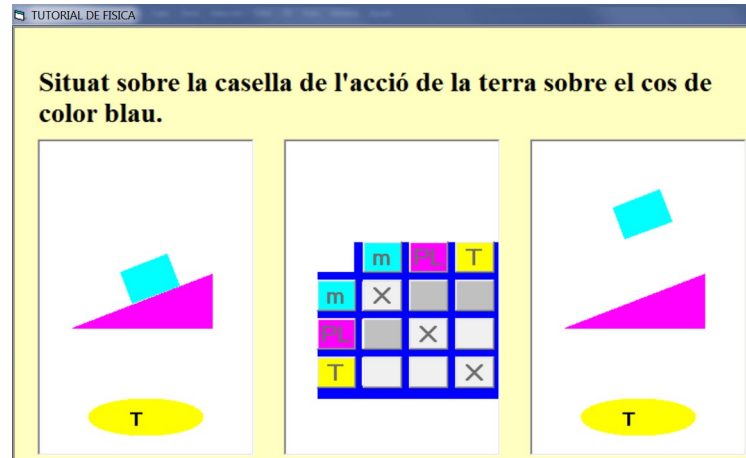 TUTORIAL DE FISICA
Situat sobre la casella de l'acció de la terra sobre el cos de
color blau.
m PL T
m X
PL X
T X
T
T